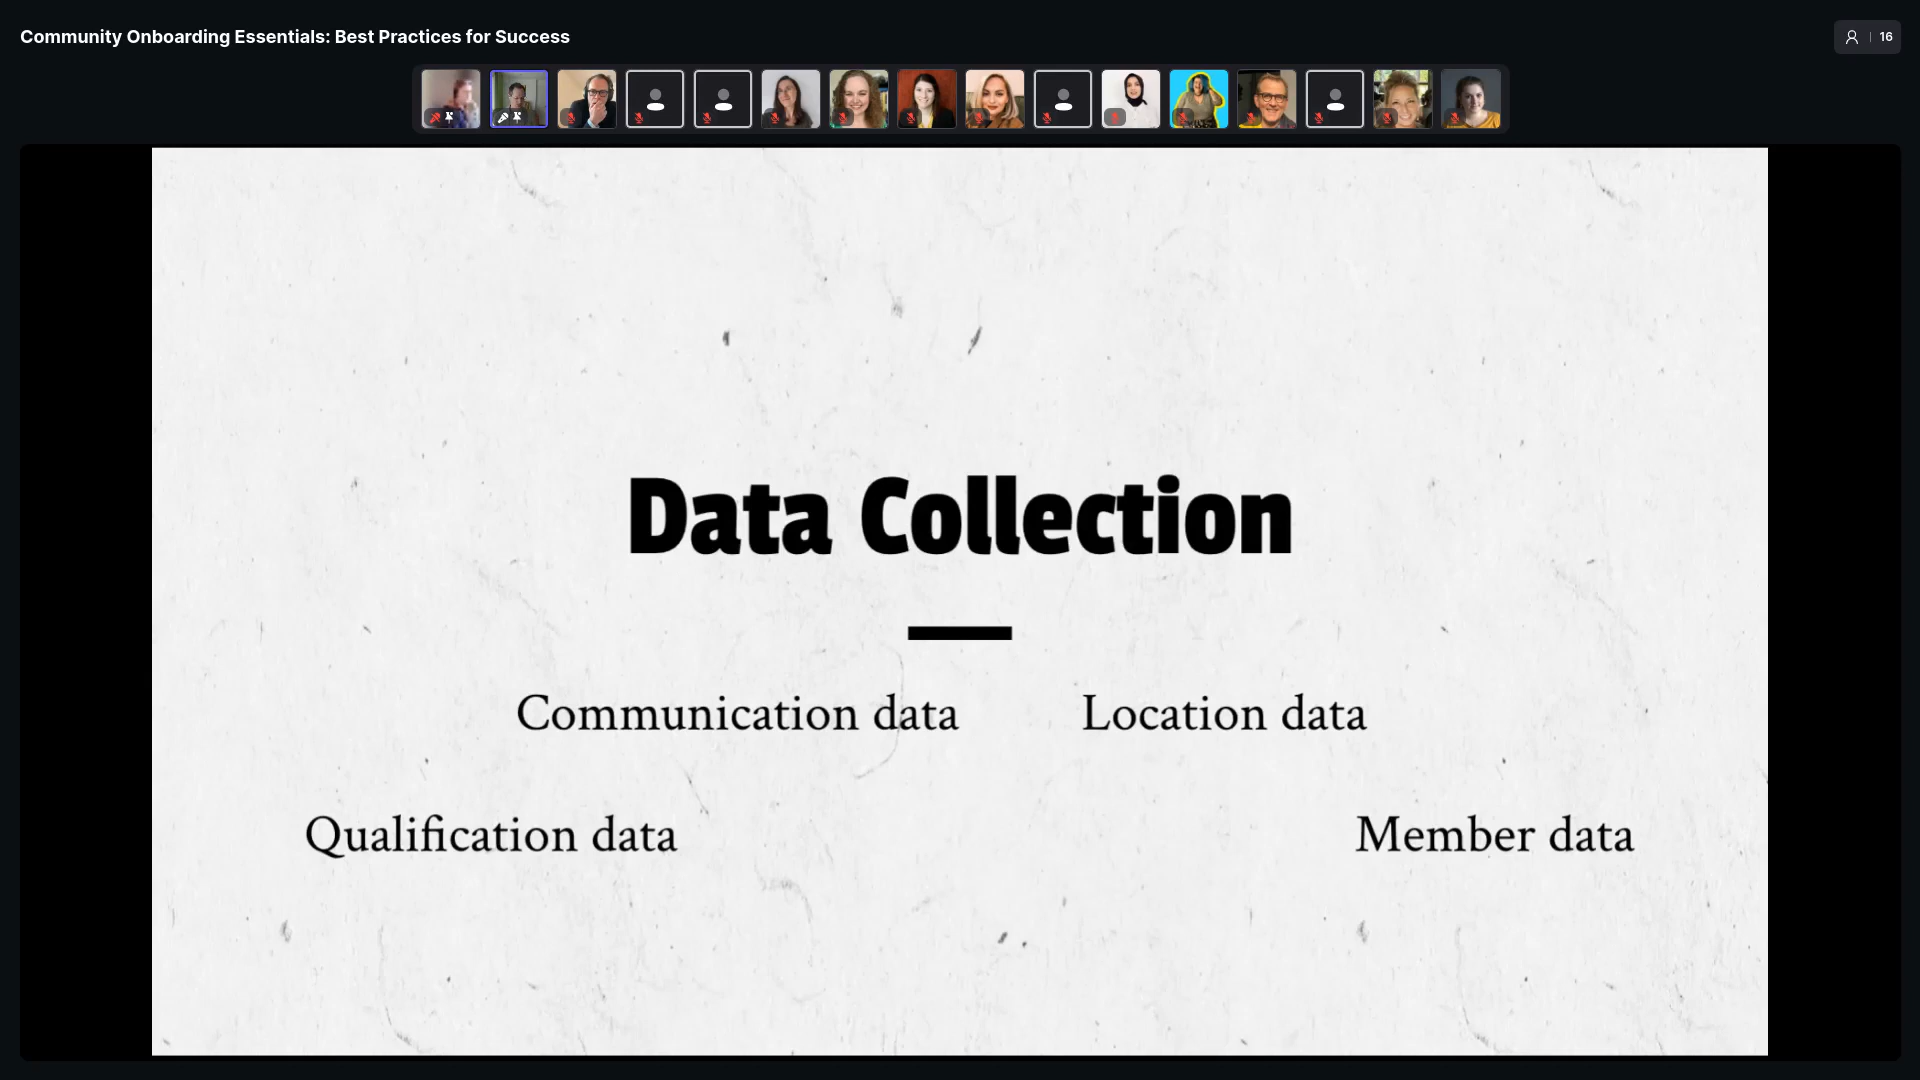 Community Onboarding Essentials: Best Practices for Success
16
Data Collection
Communication data
Location data
Qualification data
Member data